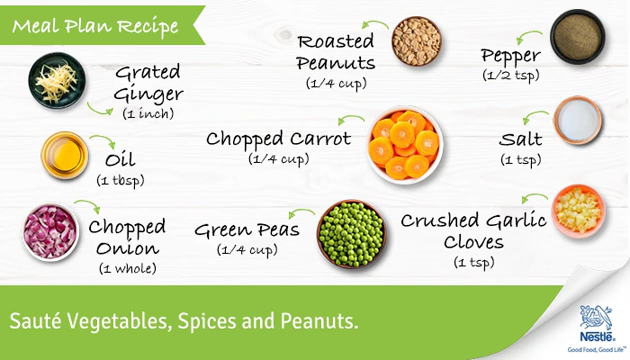 Meal Plan Recipe
Grated
Ginger
(1 inch)
Roasted
Peanuts
(1/4 cup)
Pepper
(1/2 tsp)
Oil
(1 tbsp)
Chopped Carrot
(1/4 cup)
Salt
(1 tsp)
Chopped
Onion
(1 whole)
Green Peas
(1/4 cup)
Crushed Garlic
Cloves
(1 tsp)
Sauté Vegetables, Spices and Peanuts.
Nestlé®
Good Food, Good Life™